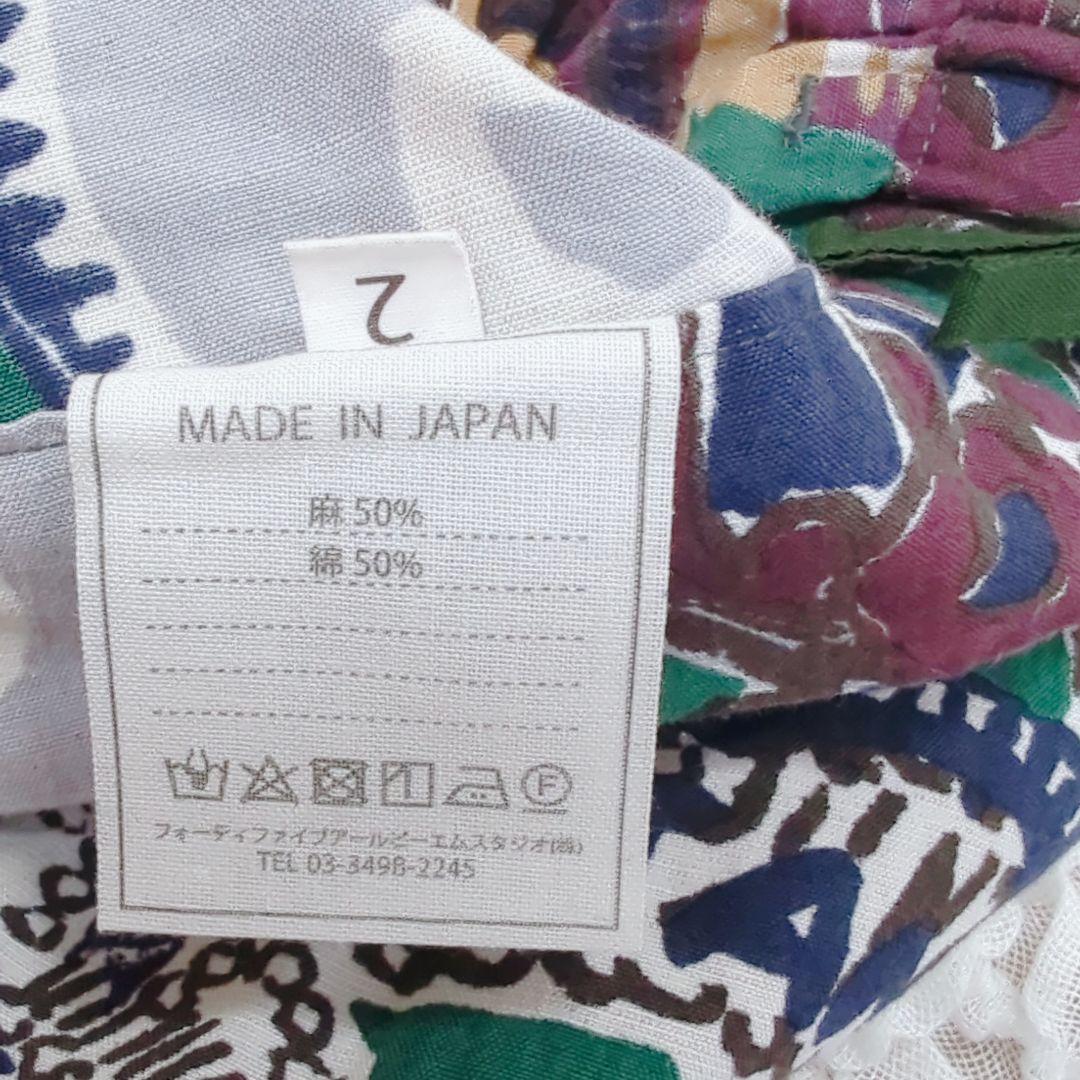 2
MADE IN JAPAN
麻 50%
綿 50%
F
フォーティファイブアールピーエムスタジオ(株)
TEL 03-3498-2245